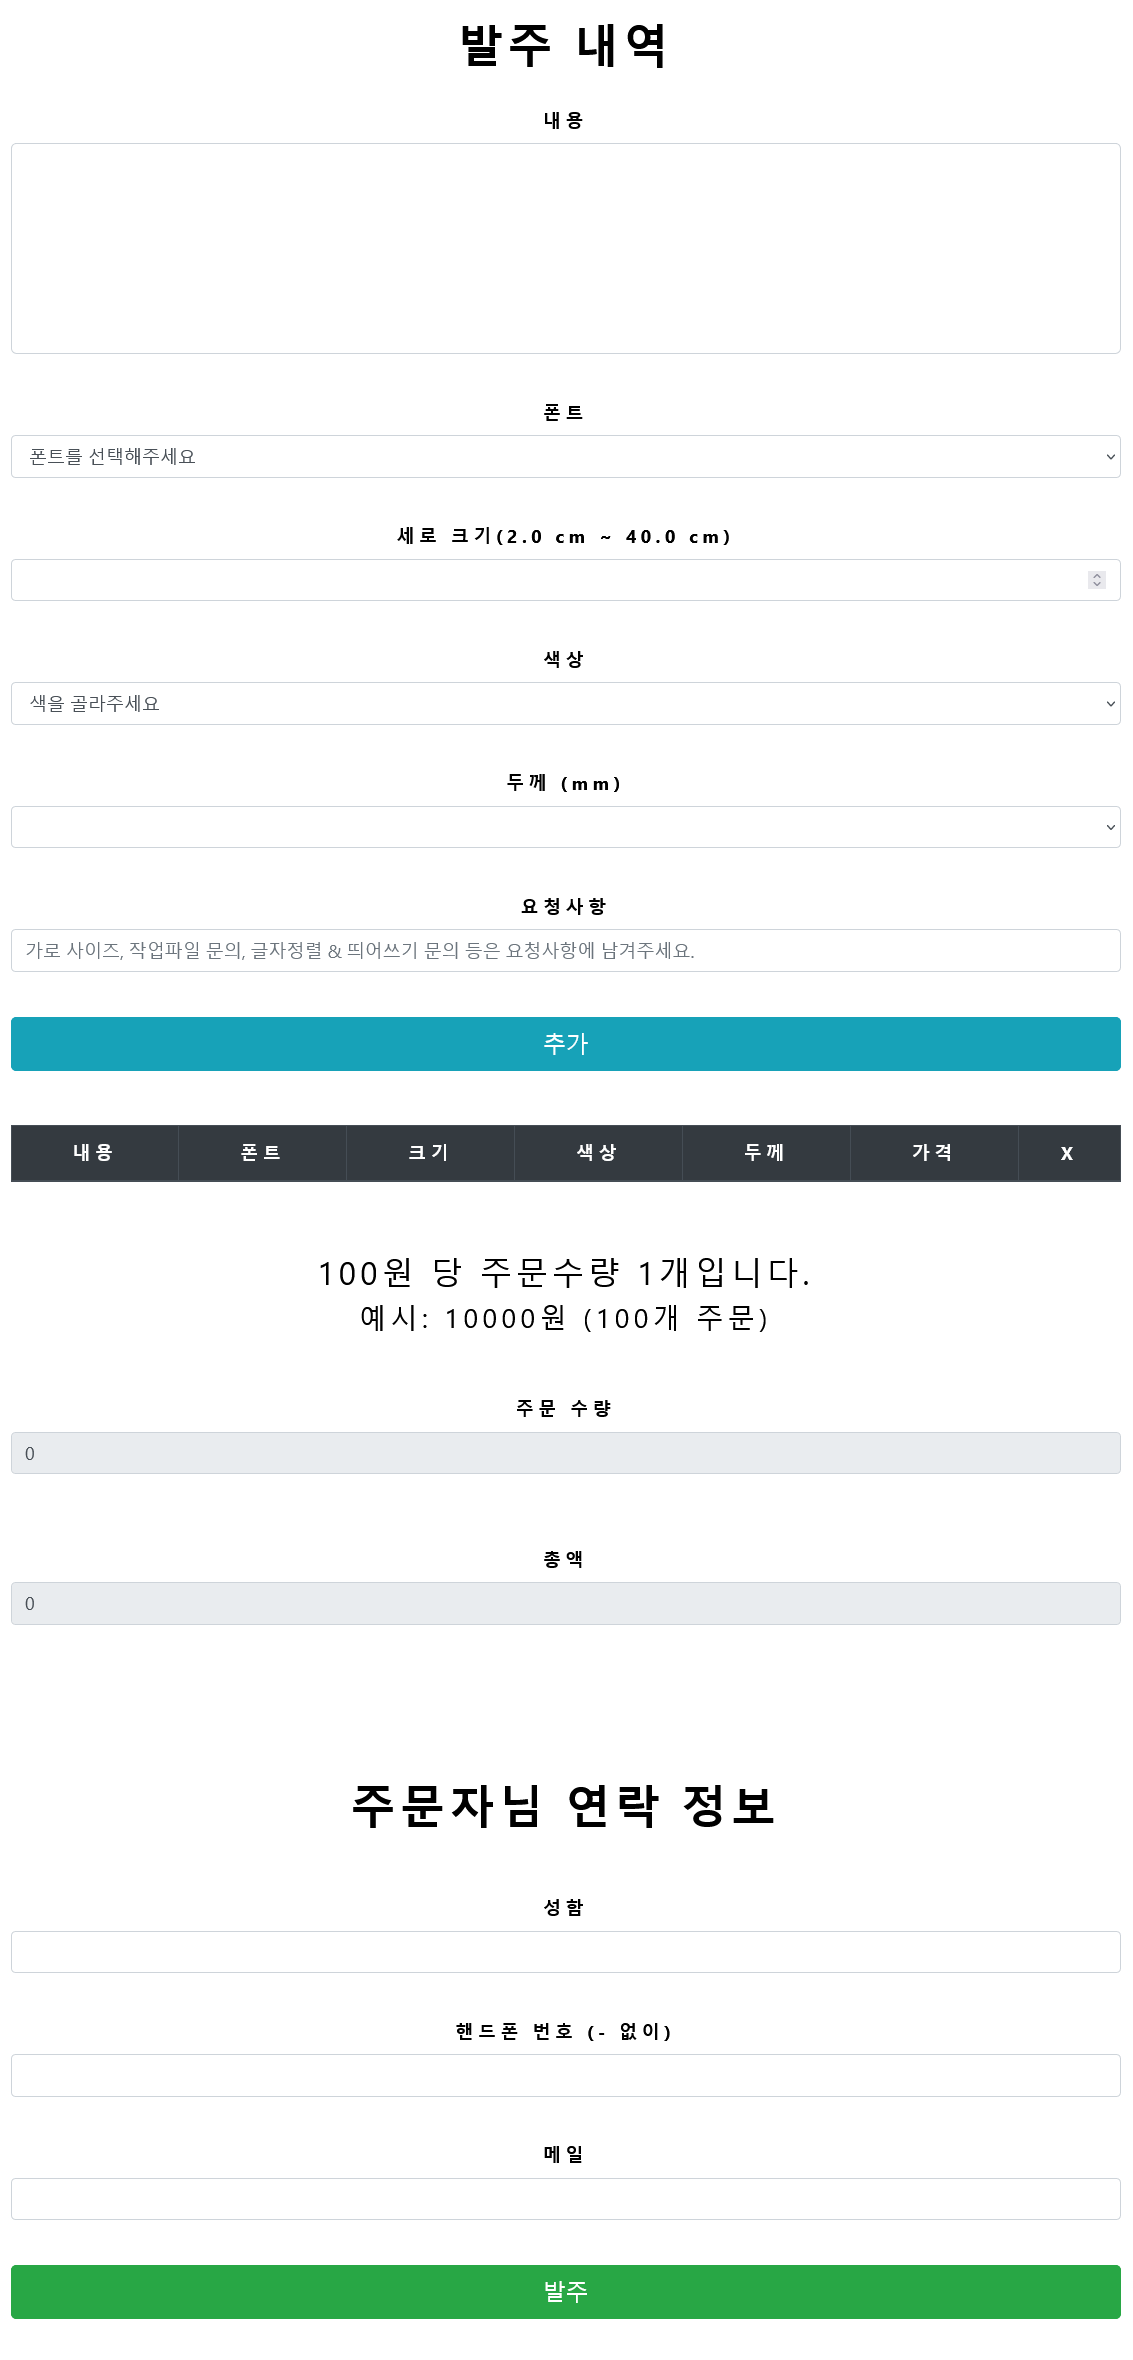 발주 내역
내용
폰트
폰트를 선택해주세요
세로 크기(2.0 cm ~ 40.0 cm)
색상
색을 골라주세요
두께 (mm)
요청사항
가로 사이즈, 작업파일 문의, 글자정렬 & 띄어쓰기 문의 등은 요청사항에 남겨주세요.
추가
내용 폰트 크기 색상 두께 가격 X
100원 당 주문수량 1개입니다.
예시: 10000원 (100개 주문)
주문 수량
0
총액
0
주문자님 연락 정보
성함
핸드폰 번호 (- 없이)
메일
발주